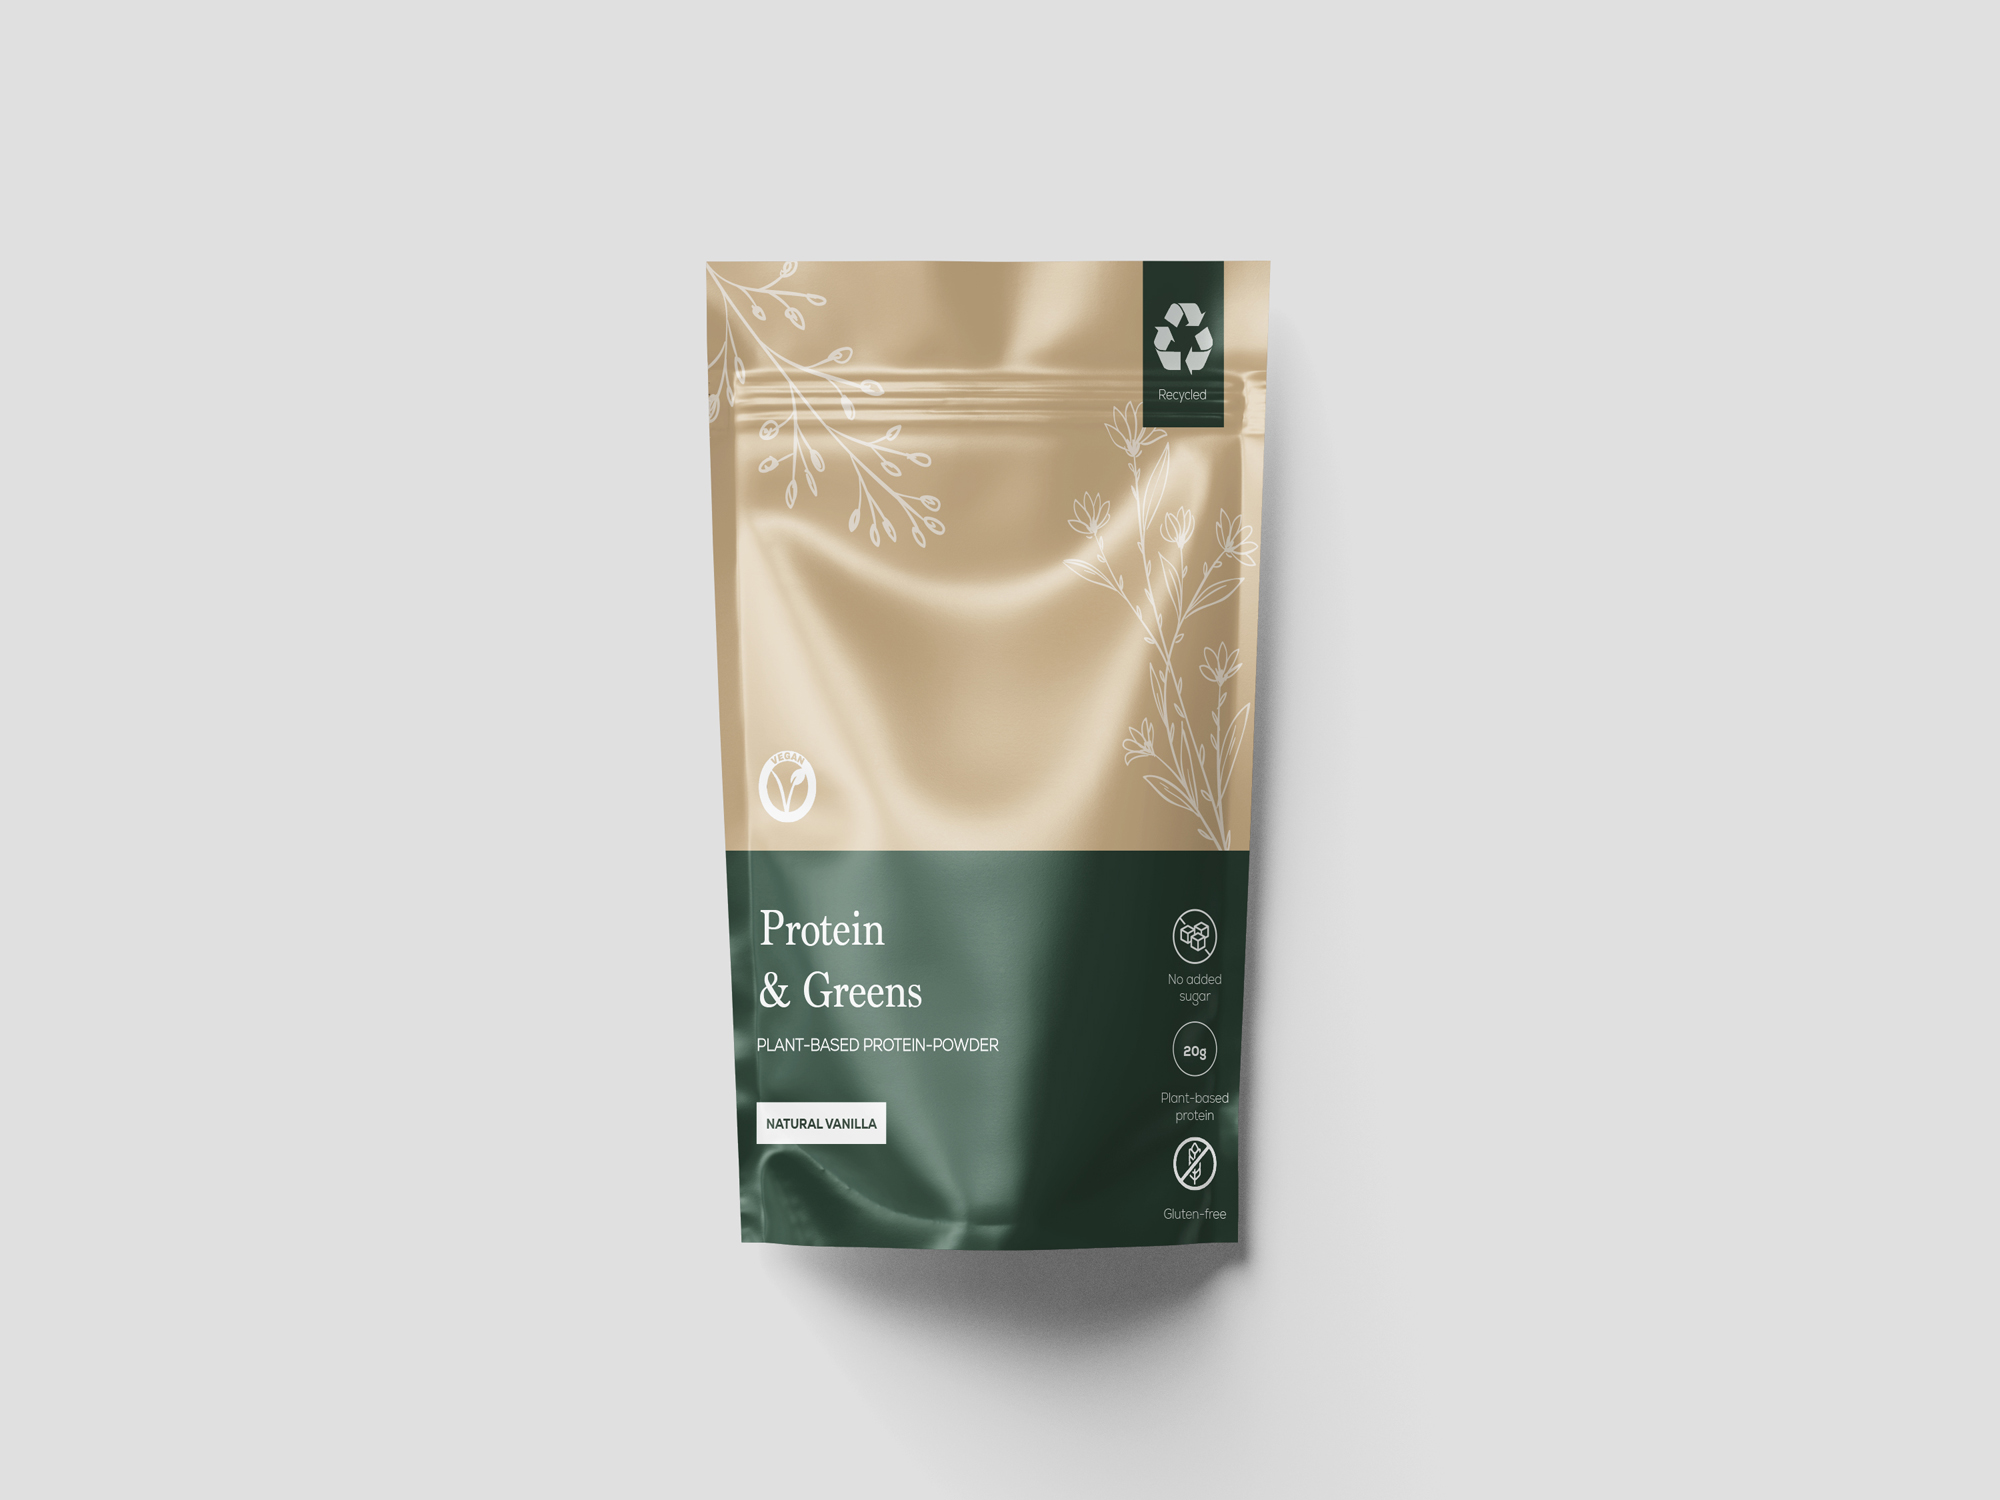 Recycled
VEGAN
Protein
& Greens
PLANT-BASED PROTEIN-POWDER
NATURAL VANILLA
No added
sugar
20g
Plant-based
protein
Gluten-free